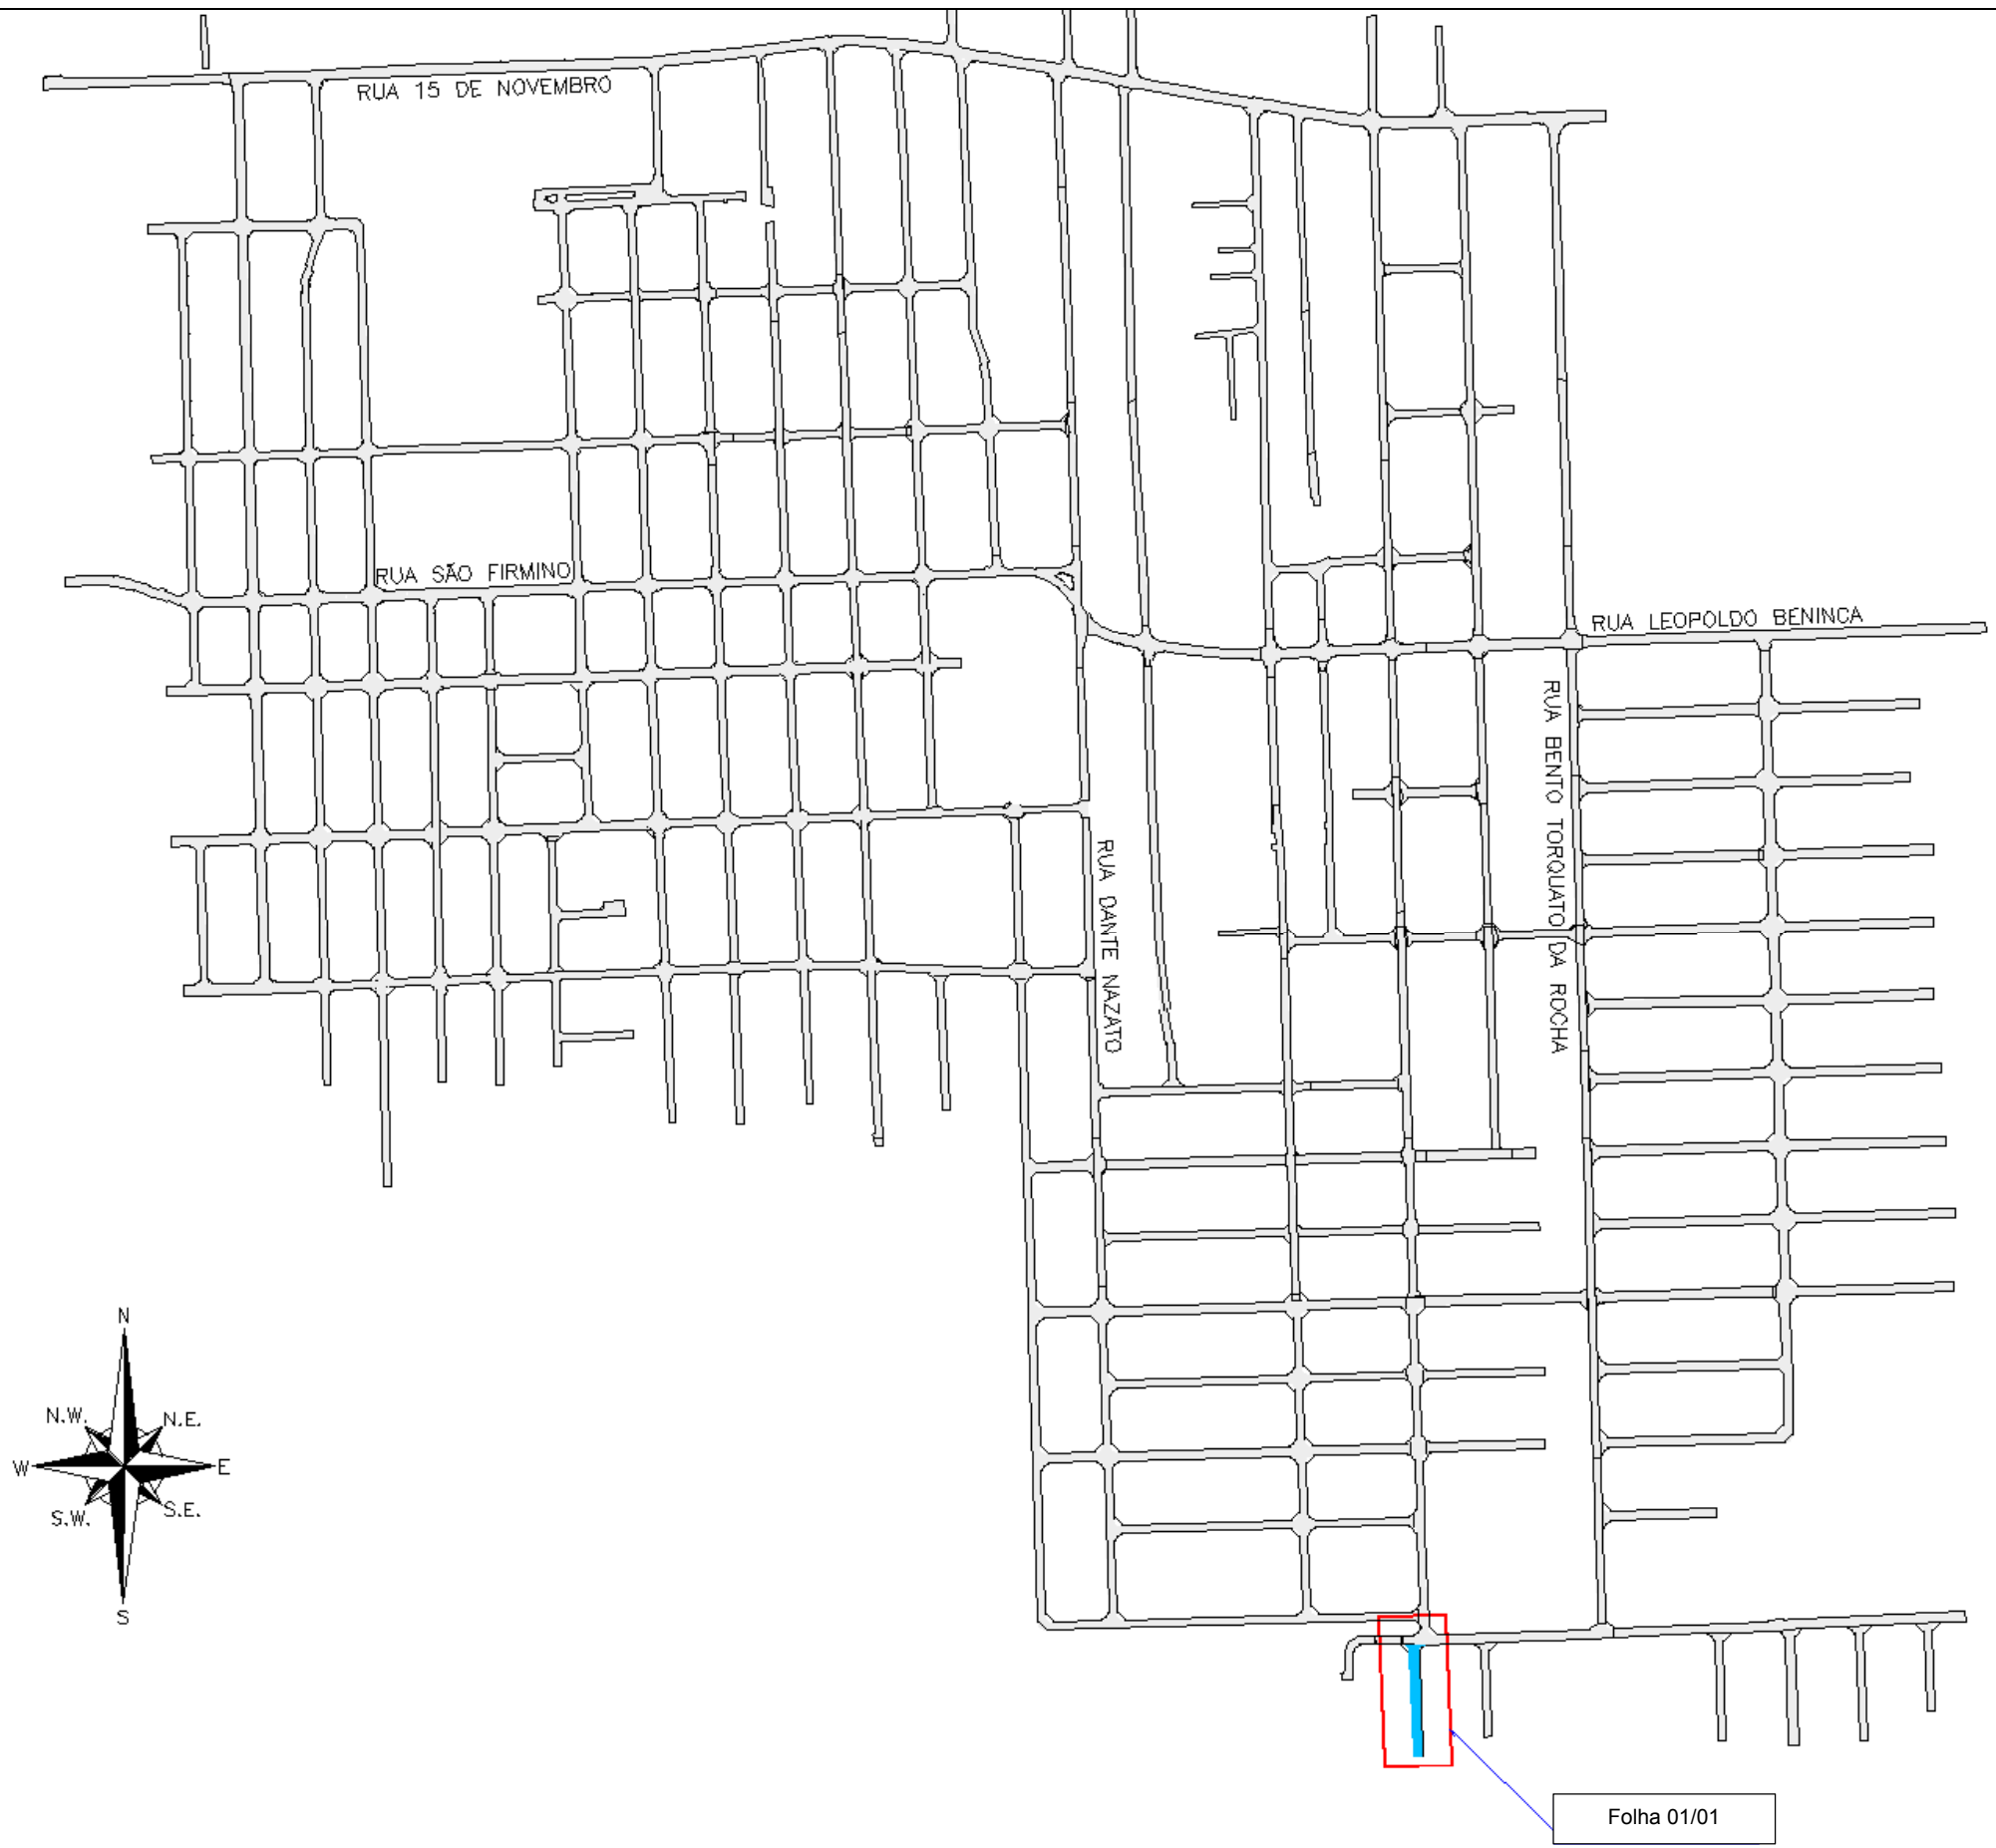 RUA 15 DE NOVEMBRO
RUA SÃO FIRMINO
RUA LEOPOLDO BENINCA
RUA BENTO TORQUATO DA ROCHA
RUA DANTE NAZATO
N
N.W.
N.E.
W
E
S.W.
S.E.
S
Folha 01/01